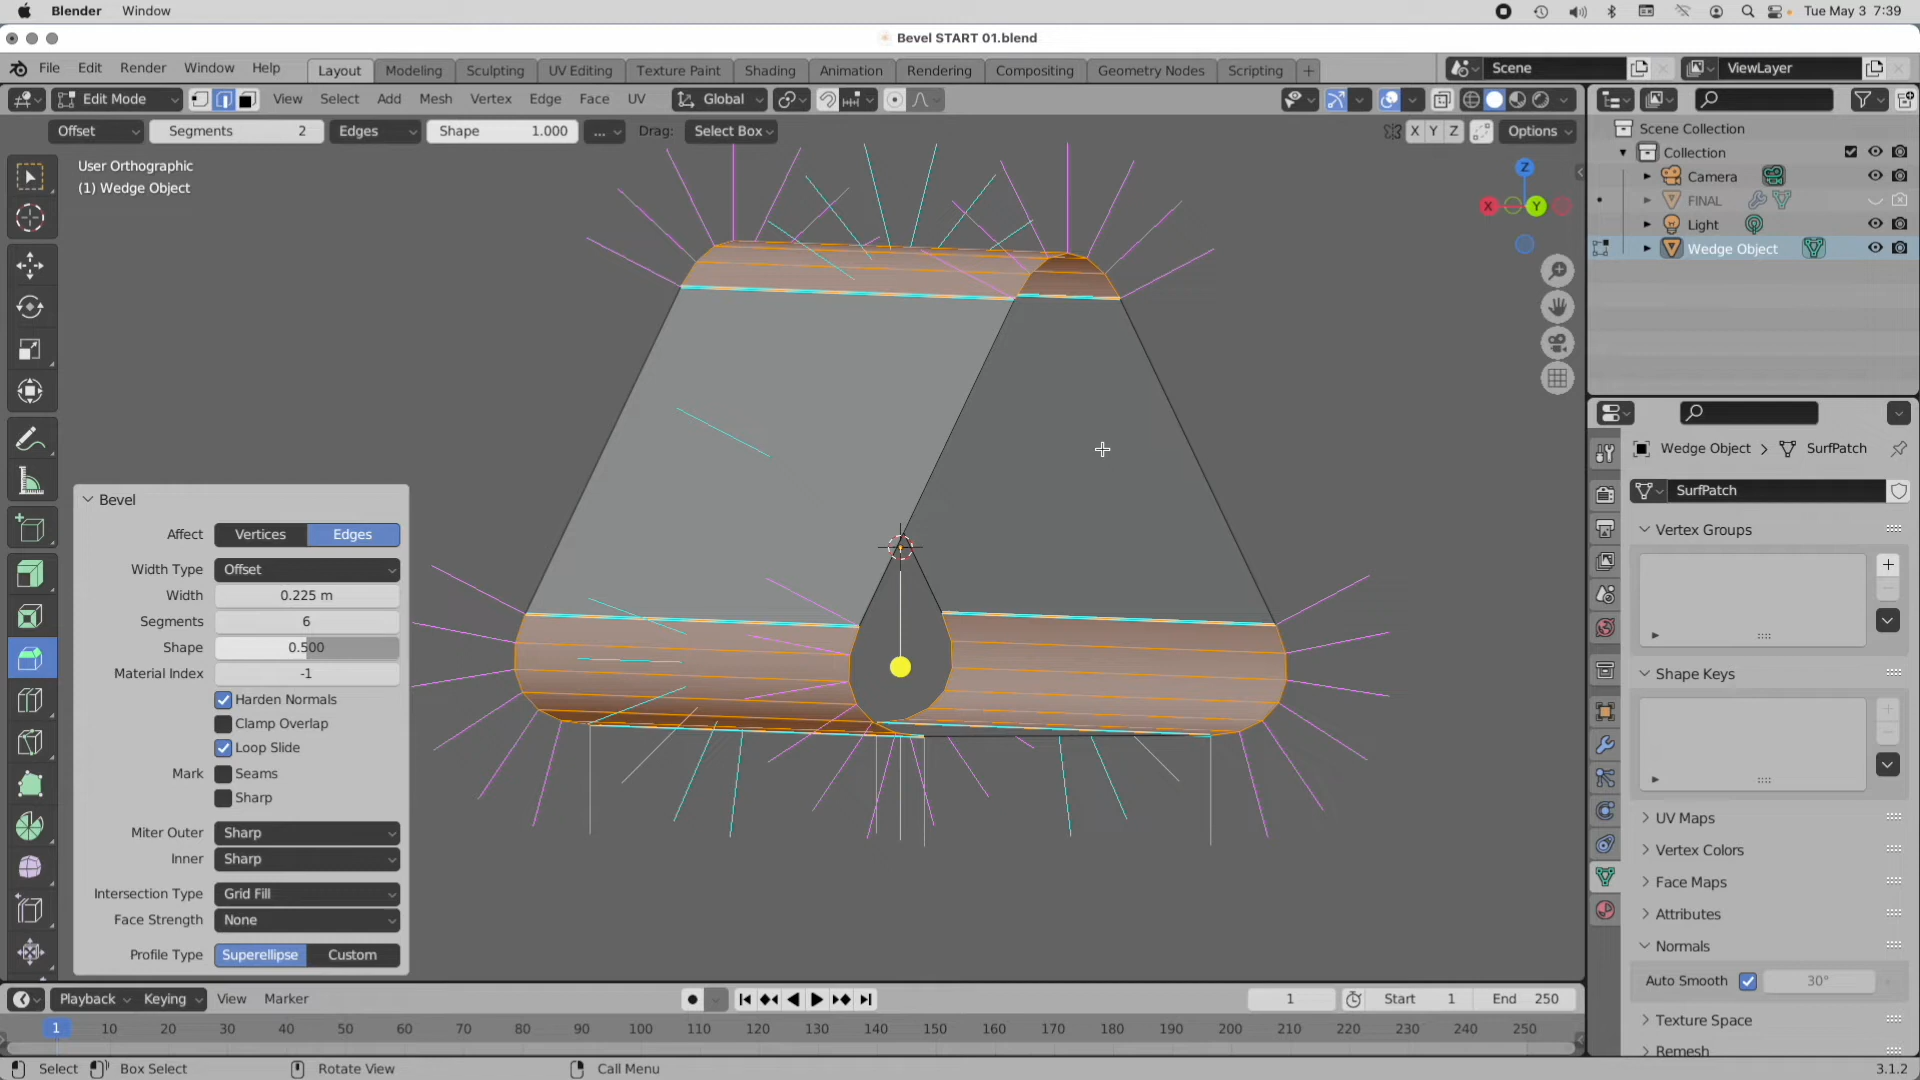 Blender Window Tue May 3 7:39
Bevel START 01.blend
File Edit Render Window Help Layout Modeling Sculpting UV Editing Texture Paint Shading Animation Rendering Compositing Geometry Nodes Scripting + Scene ViewLayer
Edit Mode View Select Add Mesh Vertex Edge Face UV Global
Offset Segments 2 Edges Shape 1.000 ... Drag: Select Box X Y Z Options
User Orthographic
(1) Wedge Object
Z
X Y
Scene Collection
Collection
Camera
FINAL
Light
Wedge Object
Bevel
Affect Vertices Edges
Width Type Offset
Width 0.225 m
Segments 6
Shape 0.500
Material Index -1
Harden Normals
Clamp Overlap
Loop Slide
Mark Seams
Sharp
Miter Outer Sharp
Inner Sharp
Intersection Type Grid Fill
Face Strength None
Profile Type Superellipse Custom
Wedge Object > SurfPatch
SurfPatch
Vertex Groups
Shape Keys
UV Maps
Vertex Colors
Face Maps
Attributes
Normals
Auto Smooth 30°
Texture Space
Remesh
Playback Keying View Marker 1 Start 1 End 250
1 10 20 30 40 50 60 70 80 90 100 110 120 130 140 150 160 170 180 190 200 210 220 230 240 250
Select Box Select Rotate View Call Menu 3.1.2